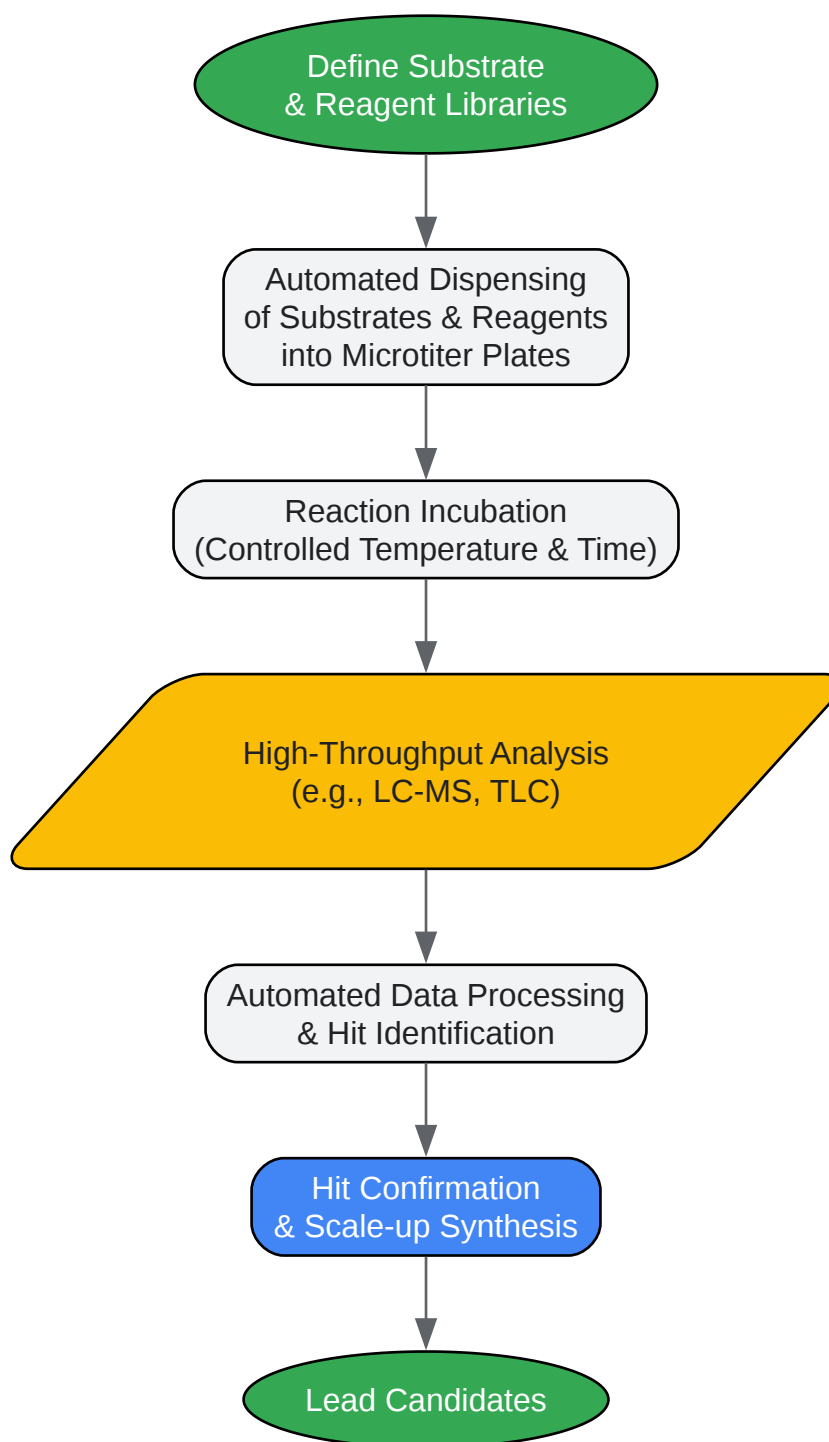 Define Substrate
& Reagent Libraries
Automated Dispensing
of Substrates & Reagents
into Microtiter Plates
Reaction Incubation
(Controlled Temperature & Time)
High-Throughput Analysis
(e.g., LC-MS, TLC)
Automated Data Processing
& Hit Identification
Hit Confirmation
& Scale-up Synthesis
Lead Candidates